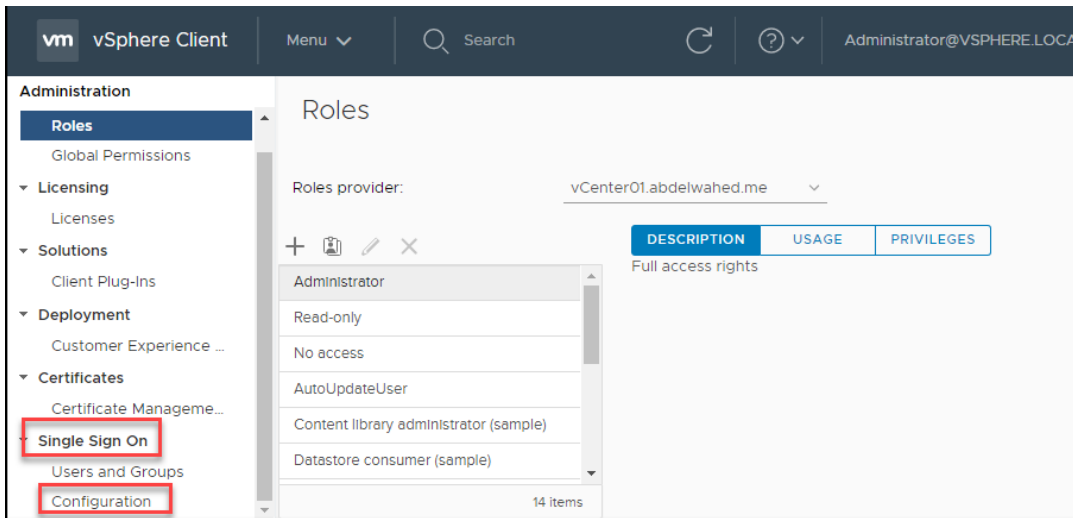 vm vSphere Client Menu Search Administrator@VSPHERE.LOCA
Administration
Roles
Global Permissions
Licensing
Licenses
Solutions
Client Plug-Ins
Deployment
Customer Experience ...
Certificates
Certificate Manageme...
Single Sign On
Users and Groups
Configuration
Roles
Roles provider: vCenter01.abdelwahed.me
Administrator
Read-only
No access
AutoUpdateUser
Content library administrator (sample)
Datastore consumer (sample)
14 items
DESCRIPTION USAGE PRIVILEGES
Full access rights